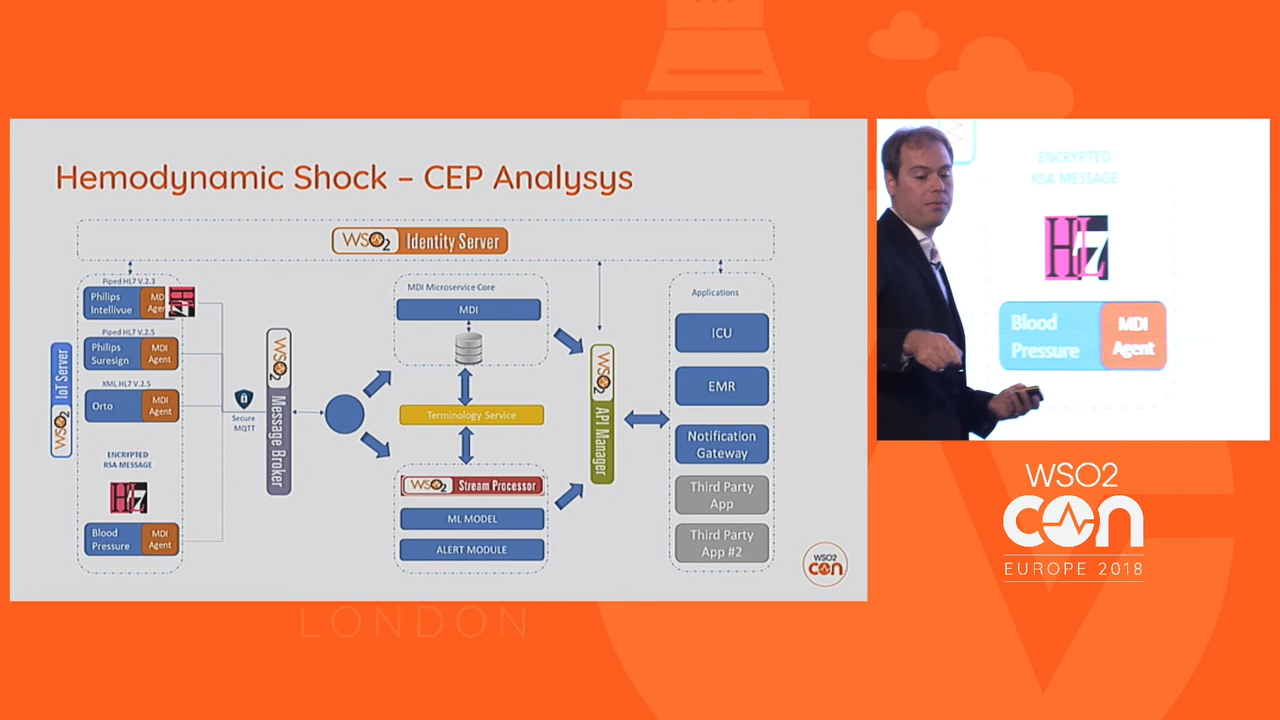 Hemodynamic Shock – CEP Analysys
WSO2 Identity Server
Piped HL7 V.2.3
Philips
Intellivue
MDI
Agent
Piped HL7 V.2.5
Philips
Suresign
MDI
Agent
XML HL7 V.2.5
Orto
MDI
Agent
ENCRYPTED
RSA MESSAGE
HL7
Blood
Pressure
MDI
Agent
WSO2 IoT Server
Secure
MQTT
WSO2 Message Broker
MDI Microservice Core
MDI
Terminology Service
WSO2 Stream Processor
ML MODEL
ALERT MODULE
WSO2 API Manager
Applications
ICU
EMR
Notification
Gateway
Third Party
App
Third Party
App #2
WSO2
CON
ENCRYPTED
RSA MESSAGE
HL7
Blood
Pressure
MDI
Agent
WSO2
CON
EUROPE 2018
LONDON